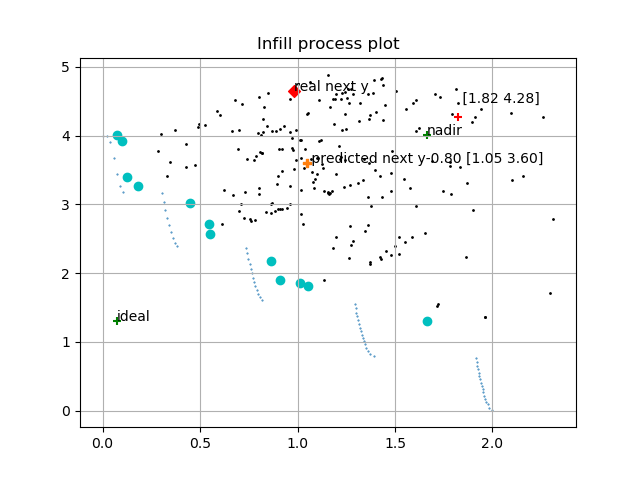 Infill process plot
5
real next y
[1.82 4.28]
4
nadir
predicted next y-0.80 [1.05 3.60]
3
2
ideal
1
0
0.0 0.5 1.0 1.5 2.0